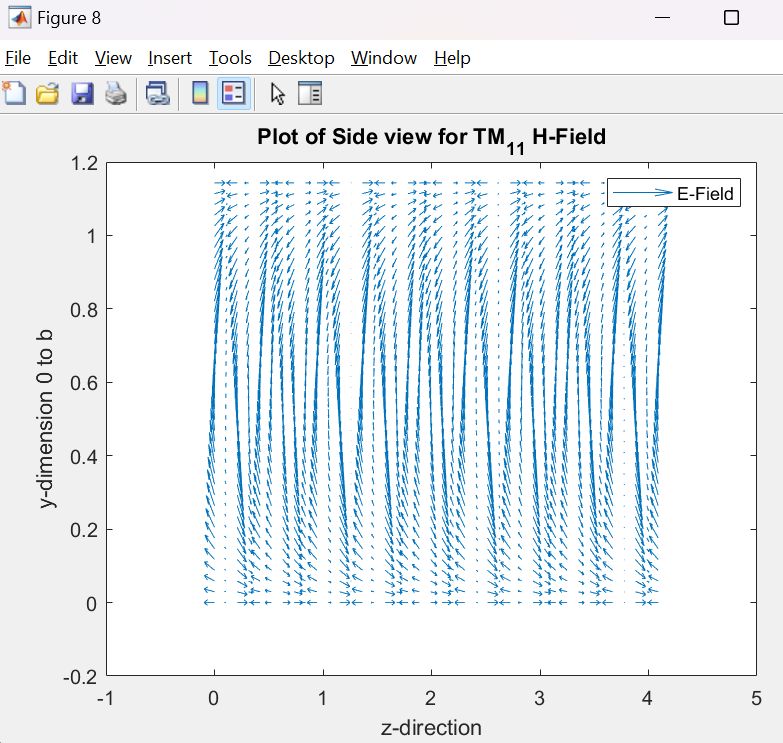 Figure 8
File Edit View Insert Tools Desktop Window Help
Plot of Side view for TM11 H-Field
E-Field
1.2
1
0.8
0.6
0.4
0.2
0
-0.2
y-dimension 0 to b
-1 0 1 2 3 4 5
z-direction